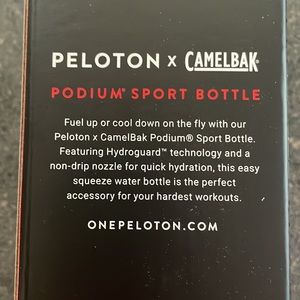 PELOTON x CAMELBAK®
PODIUM® SPORT BOTTLE
Fuel up or cool down on the fly with our
Peloton x CamelBak Podium® Sport Bottle.
Featuring Hydroguard™ technology and a
non-drip nozzle for quick hydration, this easy
squeeze water bottle is the perfect
accessory for your hardest workouts.
ONEPELOTON.COM